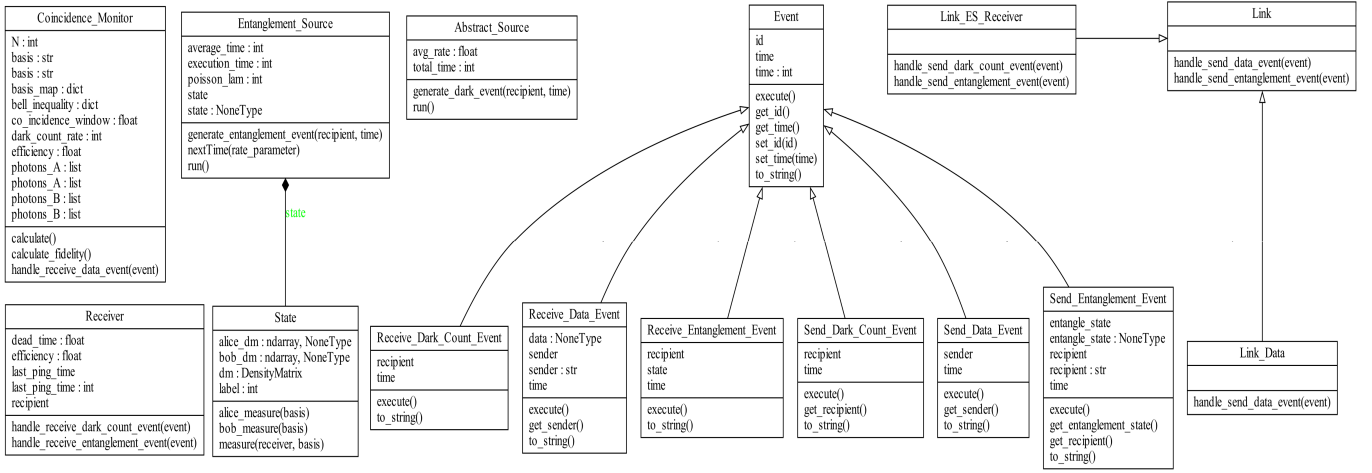 Coincidence_Monitor
N : int
basis : str
basis : str
basis_map : dict
bell_inequality : dict
co_incidence_window : float
dark_count_rate : int
efficiency : float
photons_A : list
photons_A : list
photons_B : list
photons_B : list
calculate()
calculate_fidelity()
handle_receive_data_event(event)
Entanglement_Source
average_time : int
execution_time : int
poisson_lam : int
state
state : NoneType
generate_entanglement_event(recipient, time)
nextTime(rate_parameter)
run()
state
Abstract_Source
avg_rate : float
total_time : int
generate_dark_event(recipient, time)
run()
Event
id
time
time : int
execute()
get_id()
get_time()
set_id(id)
set_time(time)
to_string()
Link_ES_Receiver
handle_send_dark_count_event(event)
handle_send_entanglement_event(event)
Link
handle_send_data_event(event)
handle_send_entanglement_event(event)
Receiver
dead_time : float
efficiency : float
last_ping_time
last_ping_time : int
recipient
handle_receive_dark_count_event(event)
handle_receive_entanglement_event(event)
State
alice_dm : ndarray, NoneType
bob_dm : ndarray, NoneType
dm : DensityMatrix
label : int
alice_measure(basis)
bob_measure(basis)
measure(receiver, basis)
Receive_Dark_Count_Event
recipient
time
execute()
to_string()
Receive_Data_Event
data : NoneType
sender
sender : str
time
execute()
get_sender()
to_string()
Receive_Entanglement_Event
recipient
state
time
execute()
to_string()
Send_Dark_Count_Event
recipient
time
execute()
get_recipient()
to_string()
Send_Data_Event
sender
time
execute()
get_sender()
to_string()
Send_Entanglement_Event
entangle_state
entangle_state : NoneType
recipient
recipient : str
time
execute()
get_entanglement_state()
get_recipient()
to_string()
Link_Data
handle_send_data_event(event)